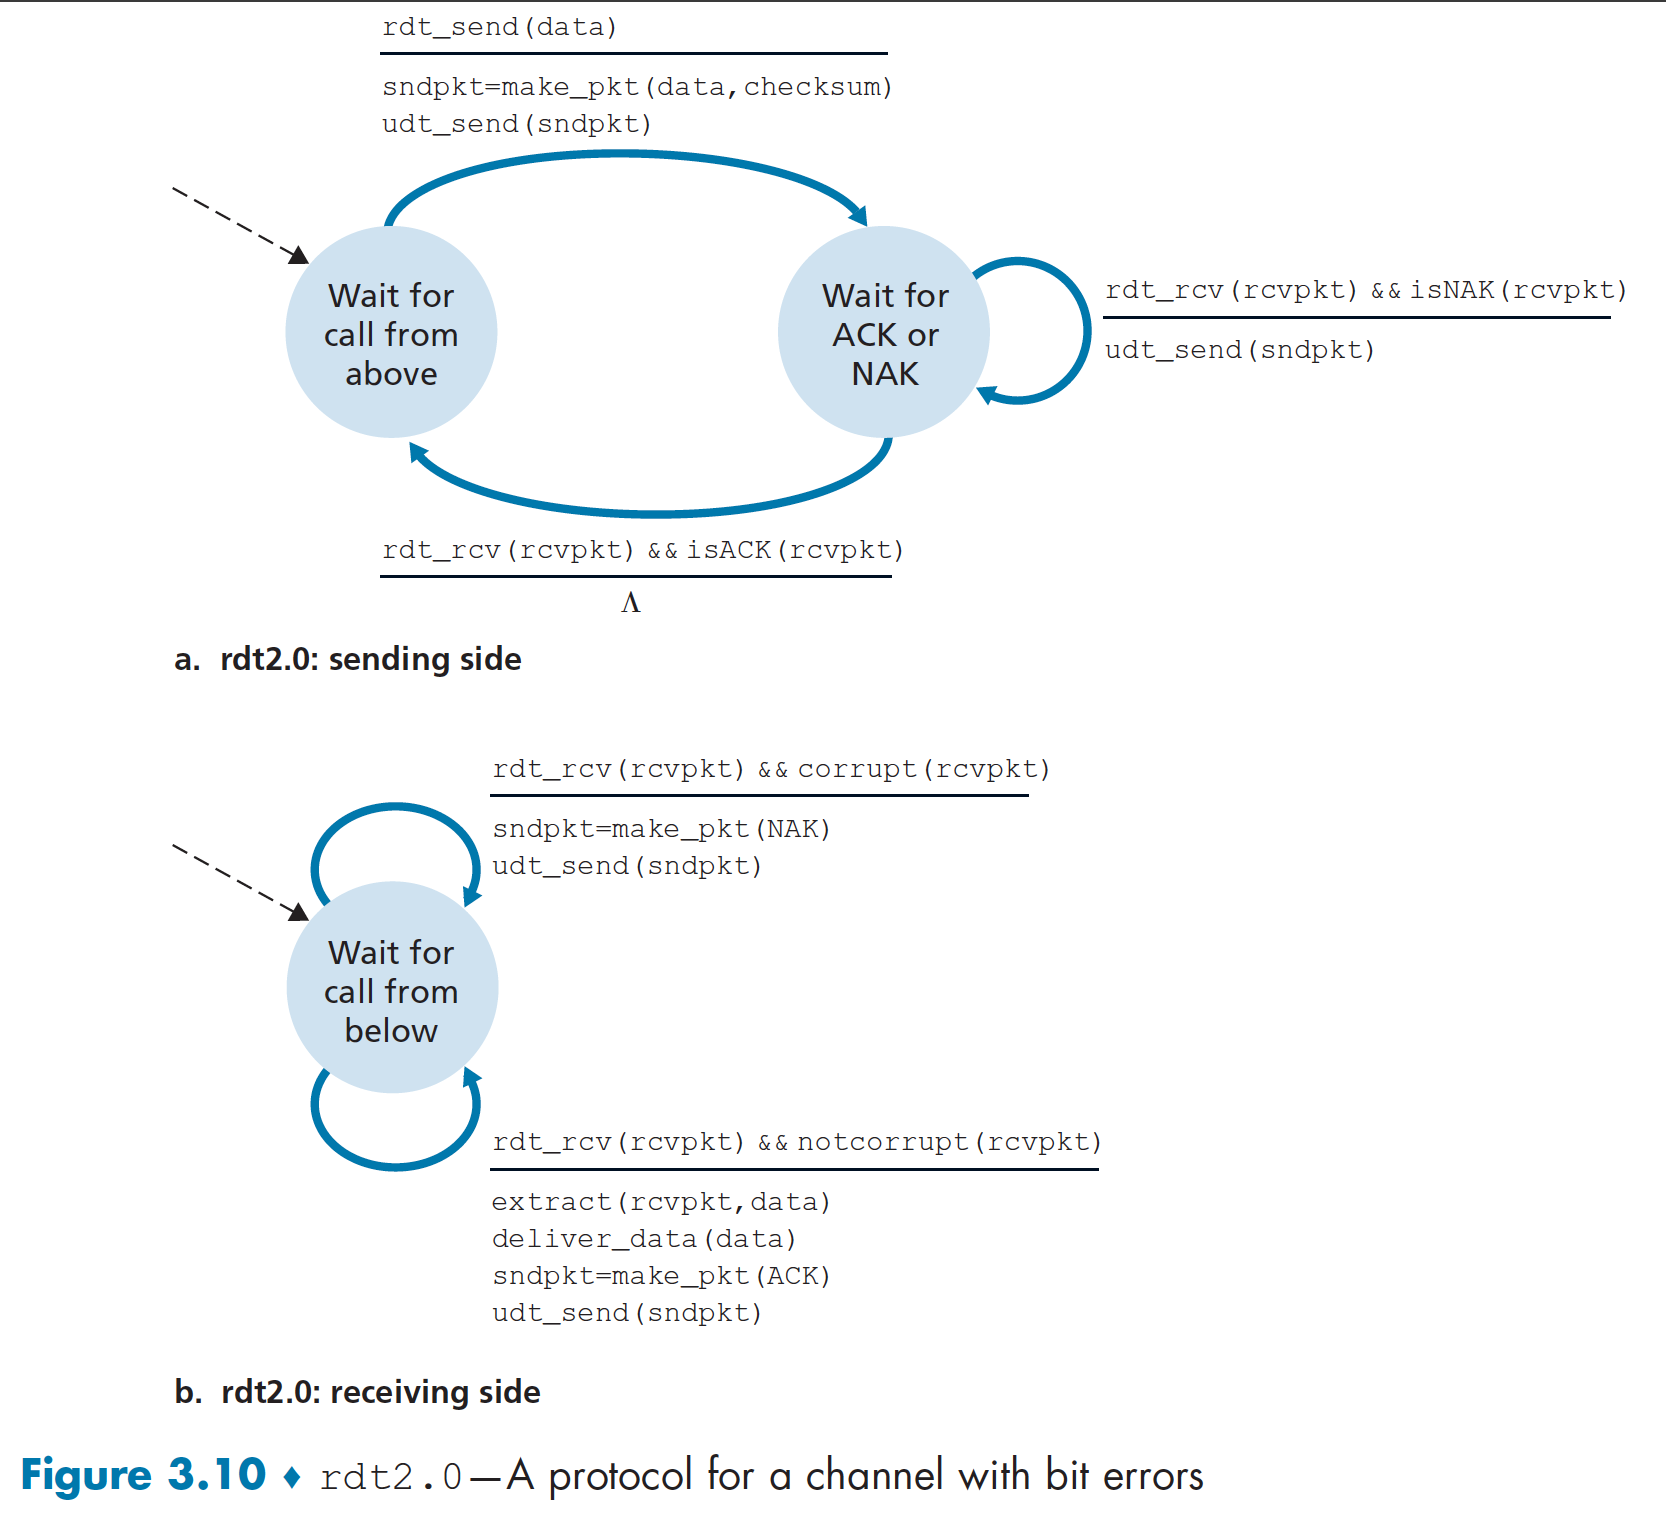 rdt_send(data)
sndpkt=make_pkt(data,checksum)
udt_send(sndpkt)
Wait for
call from
above
Wait for
ACK or
NAK
rdt_rcv(rcvpkt) && isNAK(rcvpkt)
udt_send(sndpkt)
rdt_rcv(rcvpkt) && isACK(rcvpkt)
Λ
a. rdt2.0: sending side
rdt_rcv(rcvpkt) && corrupt(rcvpkt)
sndpkt=make_pkt(NAK)
udt_send(sndpkt)
Wait for
call from
below
rdt_rcv(rcvpkt) && notcorrupt(rcvpkt)
extract(rcvpkt,data)
deliver_data(data)
sndpkt=make_pkt(ACK)
udt_send(sndpkt)
b. rdt2.0: receiving side
Figure 3.10 ♦ rdt2.0—A protocol for a channel with bit errors